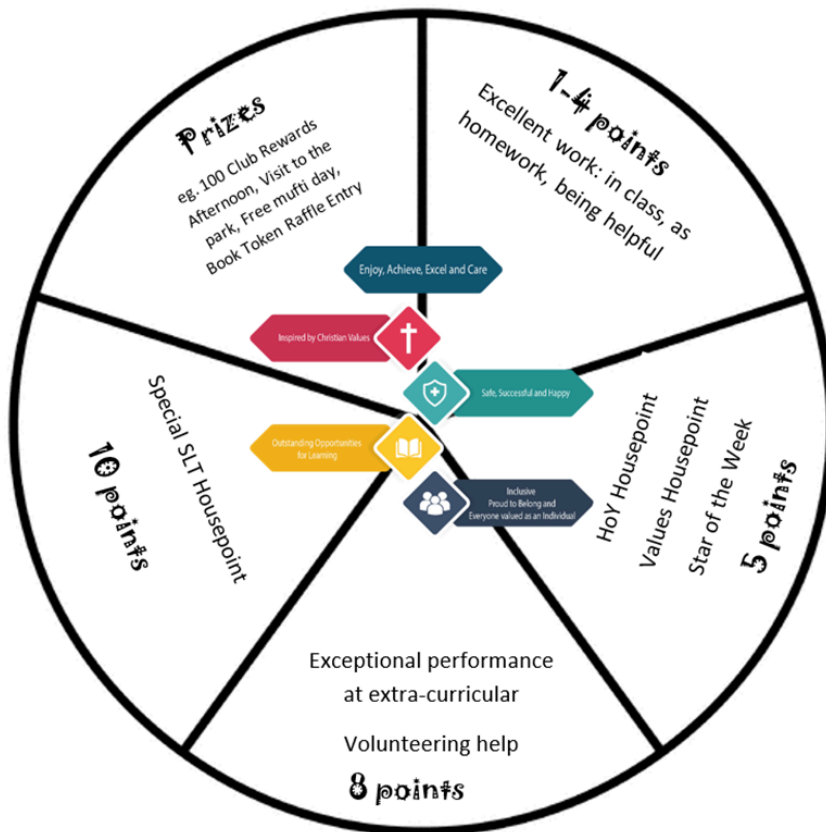 Prizes
eg. 100 Club Rewards
Afternoon, Visit to the
park, Free mufti day,
Book Token Raffle Entry
1-4 points
Excellent work: in class, as
homework, being helpful
Enjoy, Achieve, Excel and Care
Inspired by Christian Values
Safe, Successful and Happy
Outstanding Opportunities
for Learning
Inclusive
Proud to Belong and
Everyone valued as an Individual
HoY Housepoint
Values Housepoint
Star of the Week
5 points
10 points
Special SLT Housepoint
Exceptional performance
at extra-curricular
Volunteering help
8 points